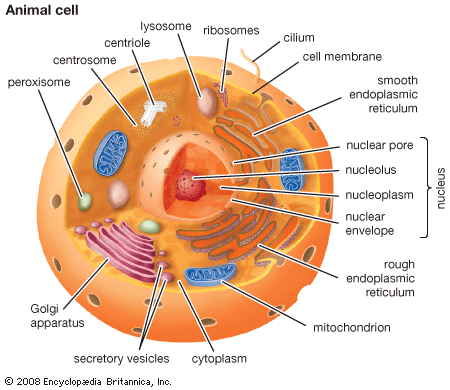 Animal cell
lysosome
ribosomes
cilium
centriole
cell membrane
centrosome
smooth
endoplasmic
reticulum
peroxisome
nuclear pore
nucleolus
nucleoplasm
nuclear
envelope
nucleus
rough
endoplasmic
reticulum
Golgi
apparatus
mitochondrion
secretory vesicles
cytoplasm
© 2008 Encyclopædia Britannica, Inc.